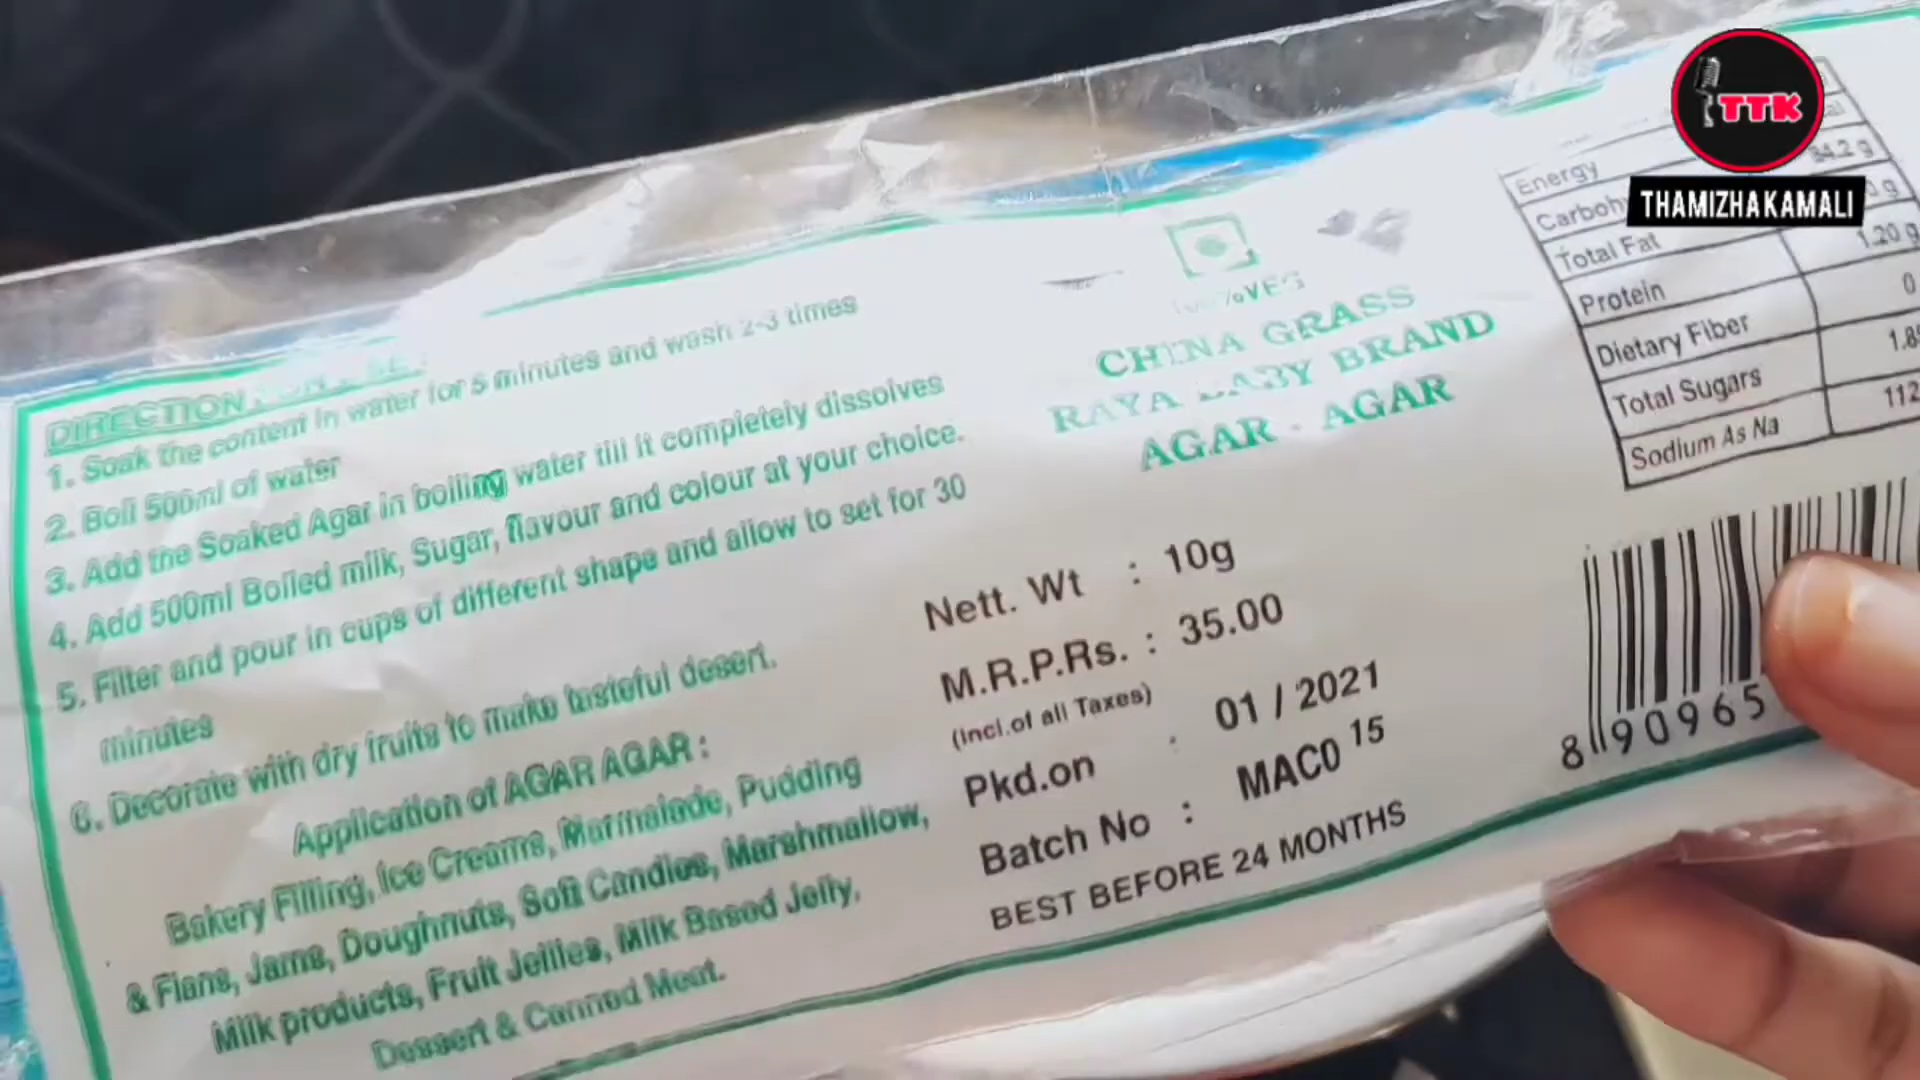 TTK
THAMIZHAKAMALI
DIRECTION
1. Soak the content in water for 5 minutes and wash 2-3 times
2. Boil 500ml of water
3. Add the Soaked Agar in boiling water till it completely dissolves
4. Add 500ml Boiled milk, Sugar, flavour and colour at your choice.
5. Filter and pour in cups of different shape and allow to set for 30
minutes
6. Decorate with dry fruits to make tasteful desert.
Application of AGAR AGAR :
Bakery Filling, Ice Creams, Marmalade, Pudding
& Flans, Jams, Doughnuts, Soft Candies, Marshmallow,
Milk products, Fruit Jellies, Milk Based Jelly,
Dessert & Canned Meat.
100%VEG
CHINA GRASS
RAYA BABY BRAND
AGAR - AGAR
Nett. Wt : 10g
M.R.P.Rs. : 35.00
(incl.of all Taxes)
Pkd.on : 01 / 2021
Batch No : MAC0 15
BEST BEFORE 24 MONTHS
Energy
Carboh 84.2 g
Total Fat 0 g
Protein 1.20 g
Dietary Fiber 0
Total Sugars 1.8
Sodium As Na 112
8 90965